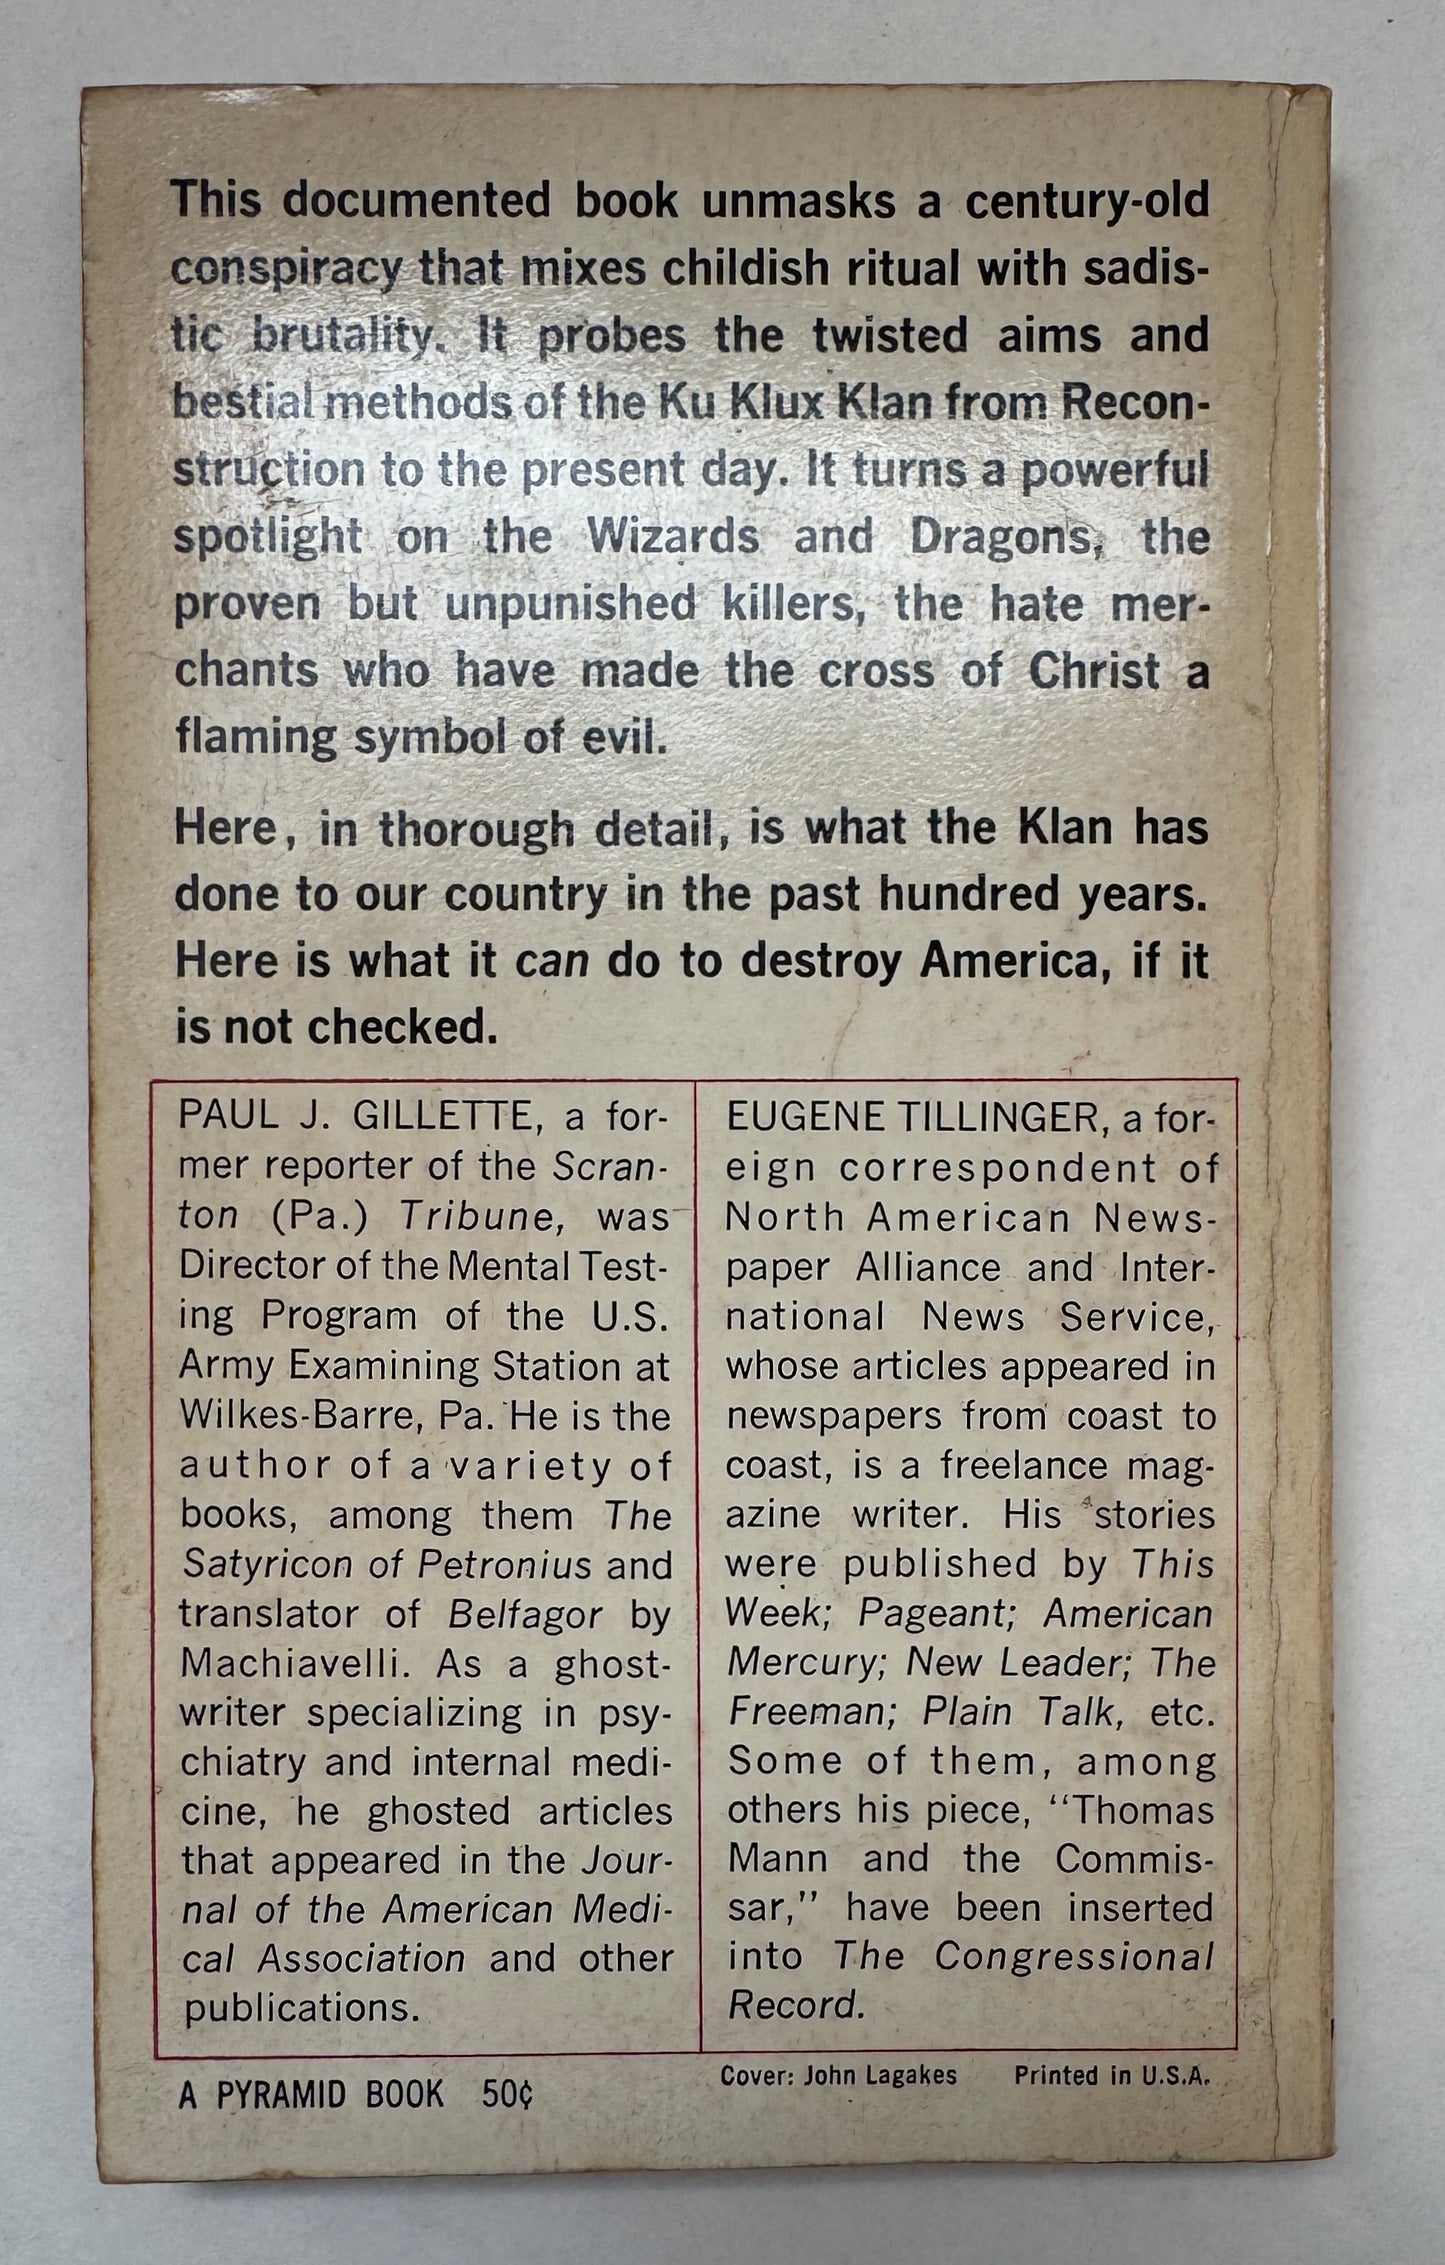 This documented book unmasks a century-old
conspiracy that mixes childish ritual with sadis-
tic brutality. It probes the twisted aims and
bestial methods of the Ku Klux Klan from Recon-
struction to the present day. It turns a powerful
spotlight on the Wizards and Dragons, the
proven but unpunished killers, the hate mer-
chants who have made the cross of Christ a
flaming symbol of evil.
Here, in thorough detail, is what the Klan has
done to our country in the past hundred years.
Here is what it can do to destroy America, if it
is not checked.
PAUL J. GILLETTE, a for-
mer reporter of the Scran-
ton (Pa.) Tribune, was
Director of the Mental Test-
ing Program of the U.S.
Army Examining Station at
Wilkes-Barre, Pa. He is the
author of a variety of
books, among them The
Satyricon of Petronius and
translator of Belfagor by
Machiavelli. As a ghost-
writer specializing in psy-
chiatry and internal medi-
cine, he ghosted articles
that appeared in the Jour-
nal of the American Medi-
cal Association and other
publications.
EUGENE TILLINGER, a for-
eign correspondent of
North American News-
paper Alliance and Inter-
national News Service,
whose articles appeared in
newspapers from coast to
coast, is a freelance mag-
azine writer. His stories
were published by This
Week; Pageant; American
Mercury; New Leader; The
Freeman; Plain Talk, etc.
Some of them, among
others his piece, "Thomas
Mann and the Commis-
sar," have been inserted
into The Congressional
Record.
A PYRAMID BOOK 50¢
Cover: John Lagakes Printed in U.S.A.